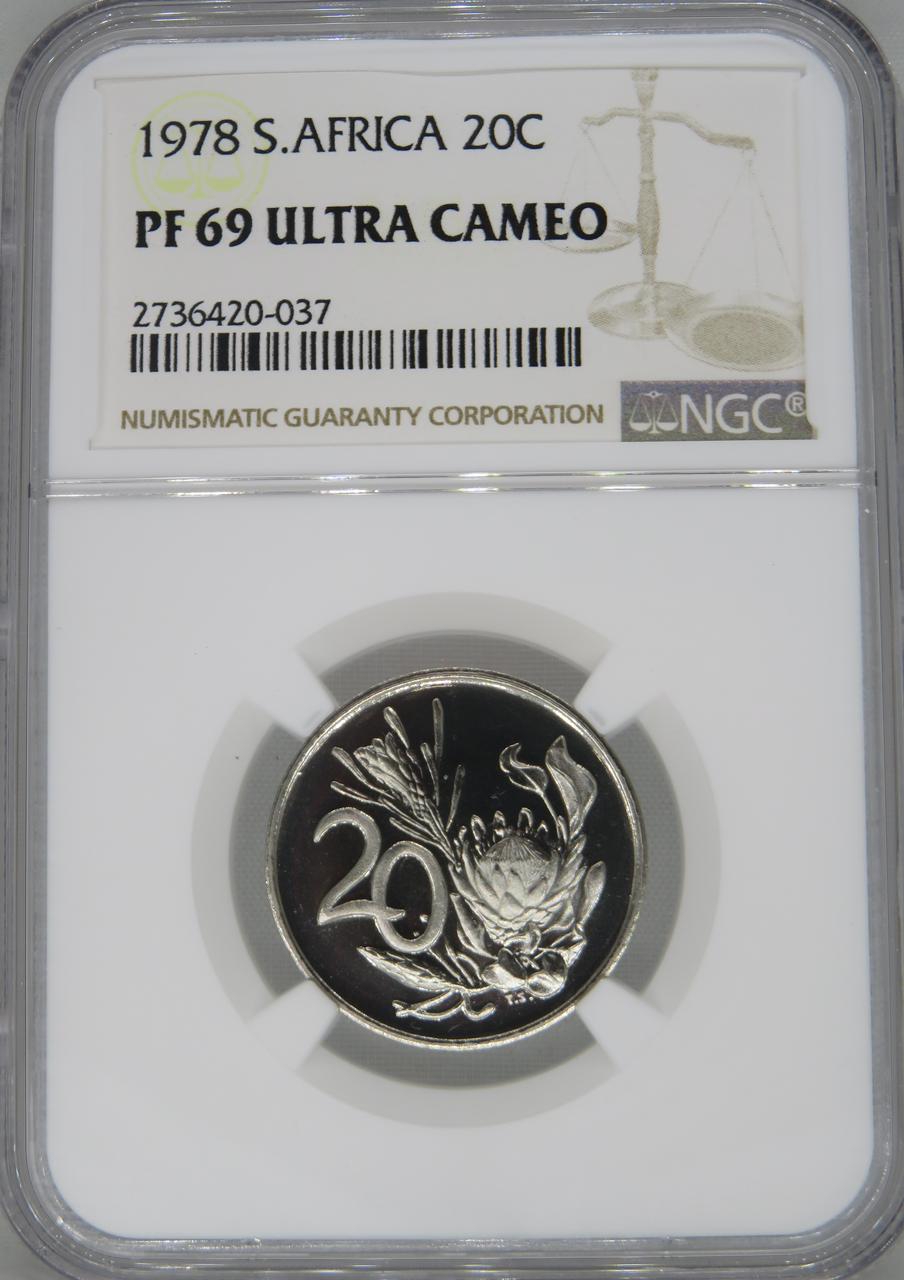 1978 S.AFRICA 20C
PF 69 ULTRA CAMEO
2736420-037
NUMISMATIC GUARANTY CORPORATION
NGC®
20
T.S.